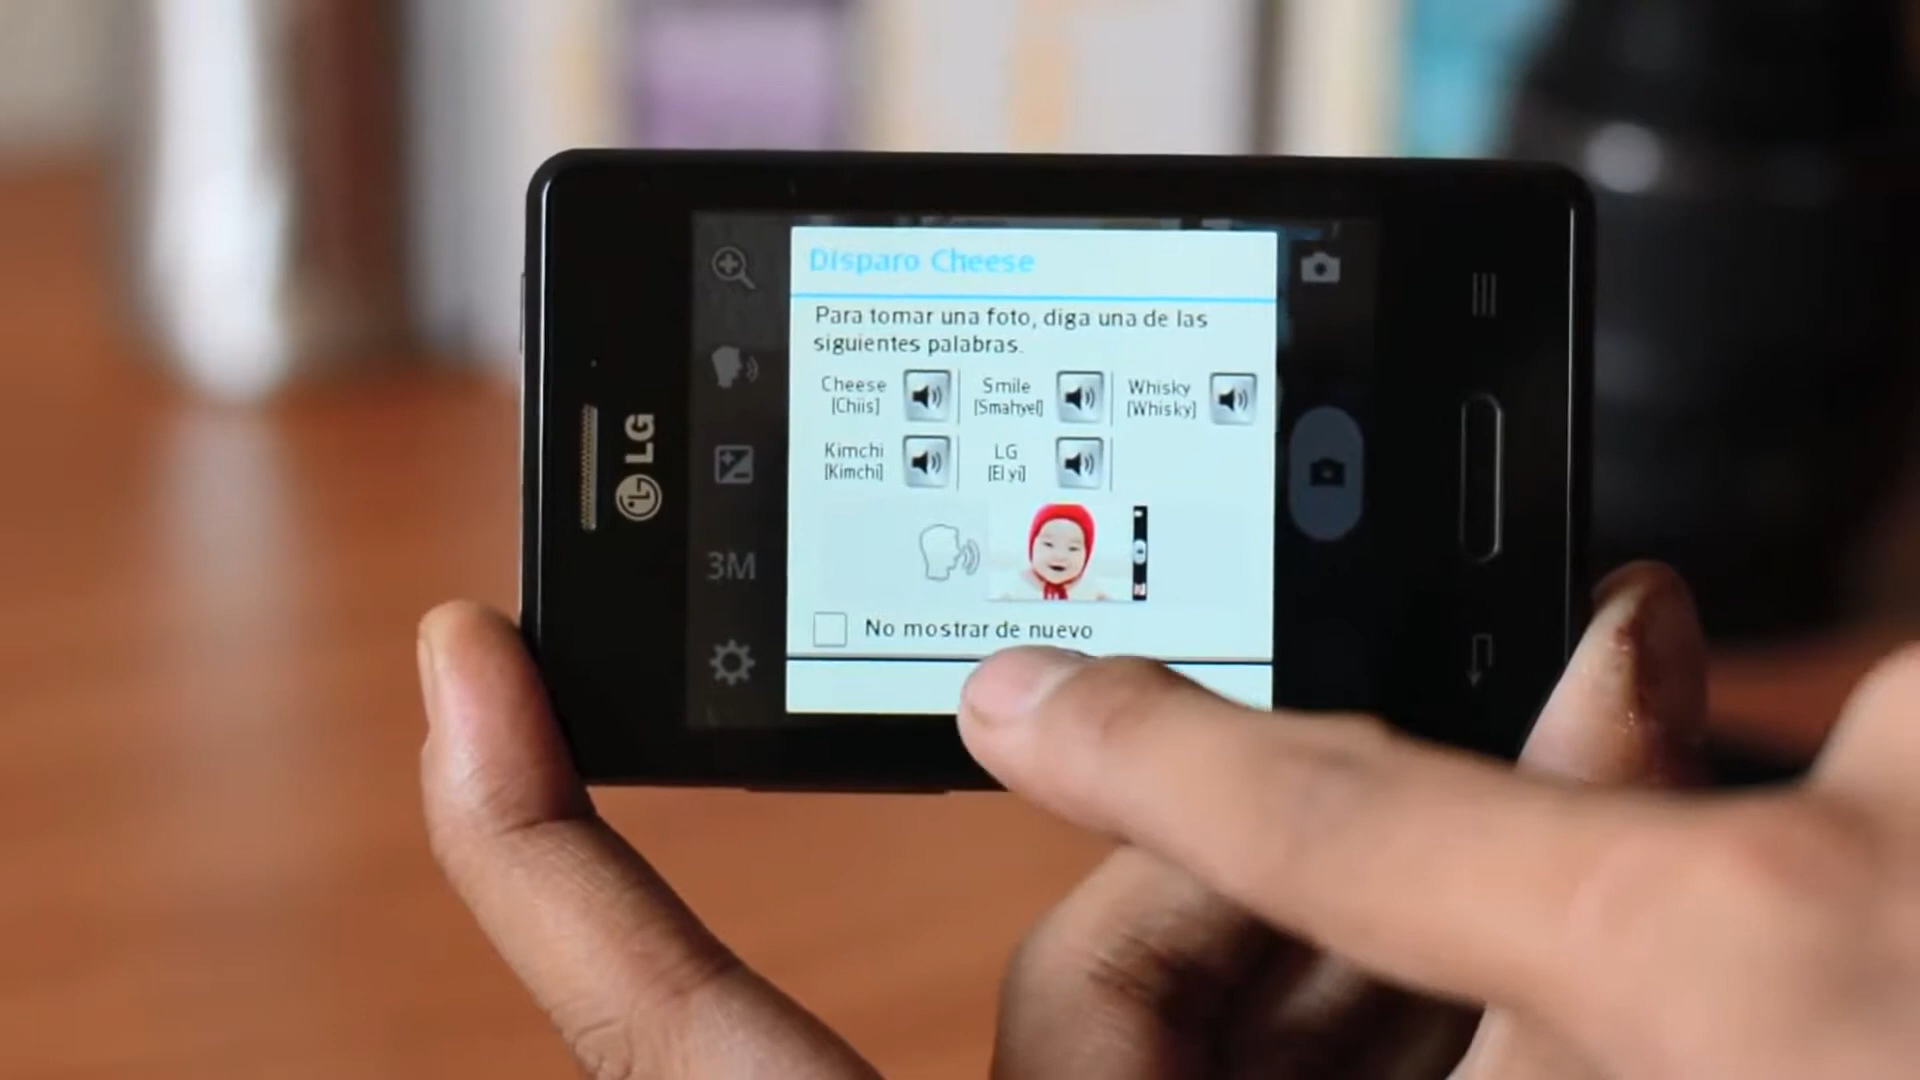 Disparo Cheese
Para tomar una foto, diga una de las
siguientes palabras.
Cheese
[Chiis]
Smile
[Smahyel]
Whisky
[Whisky]
Kimchi
[Kimchi]
LG
[El yi]
No mostrar de nuevo
3M
LG